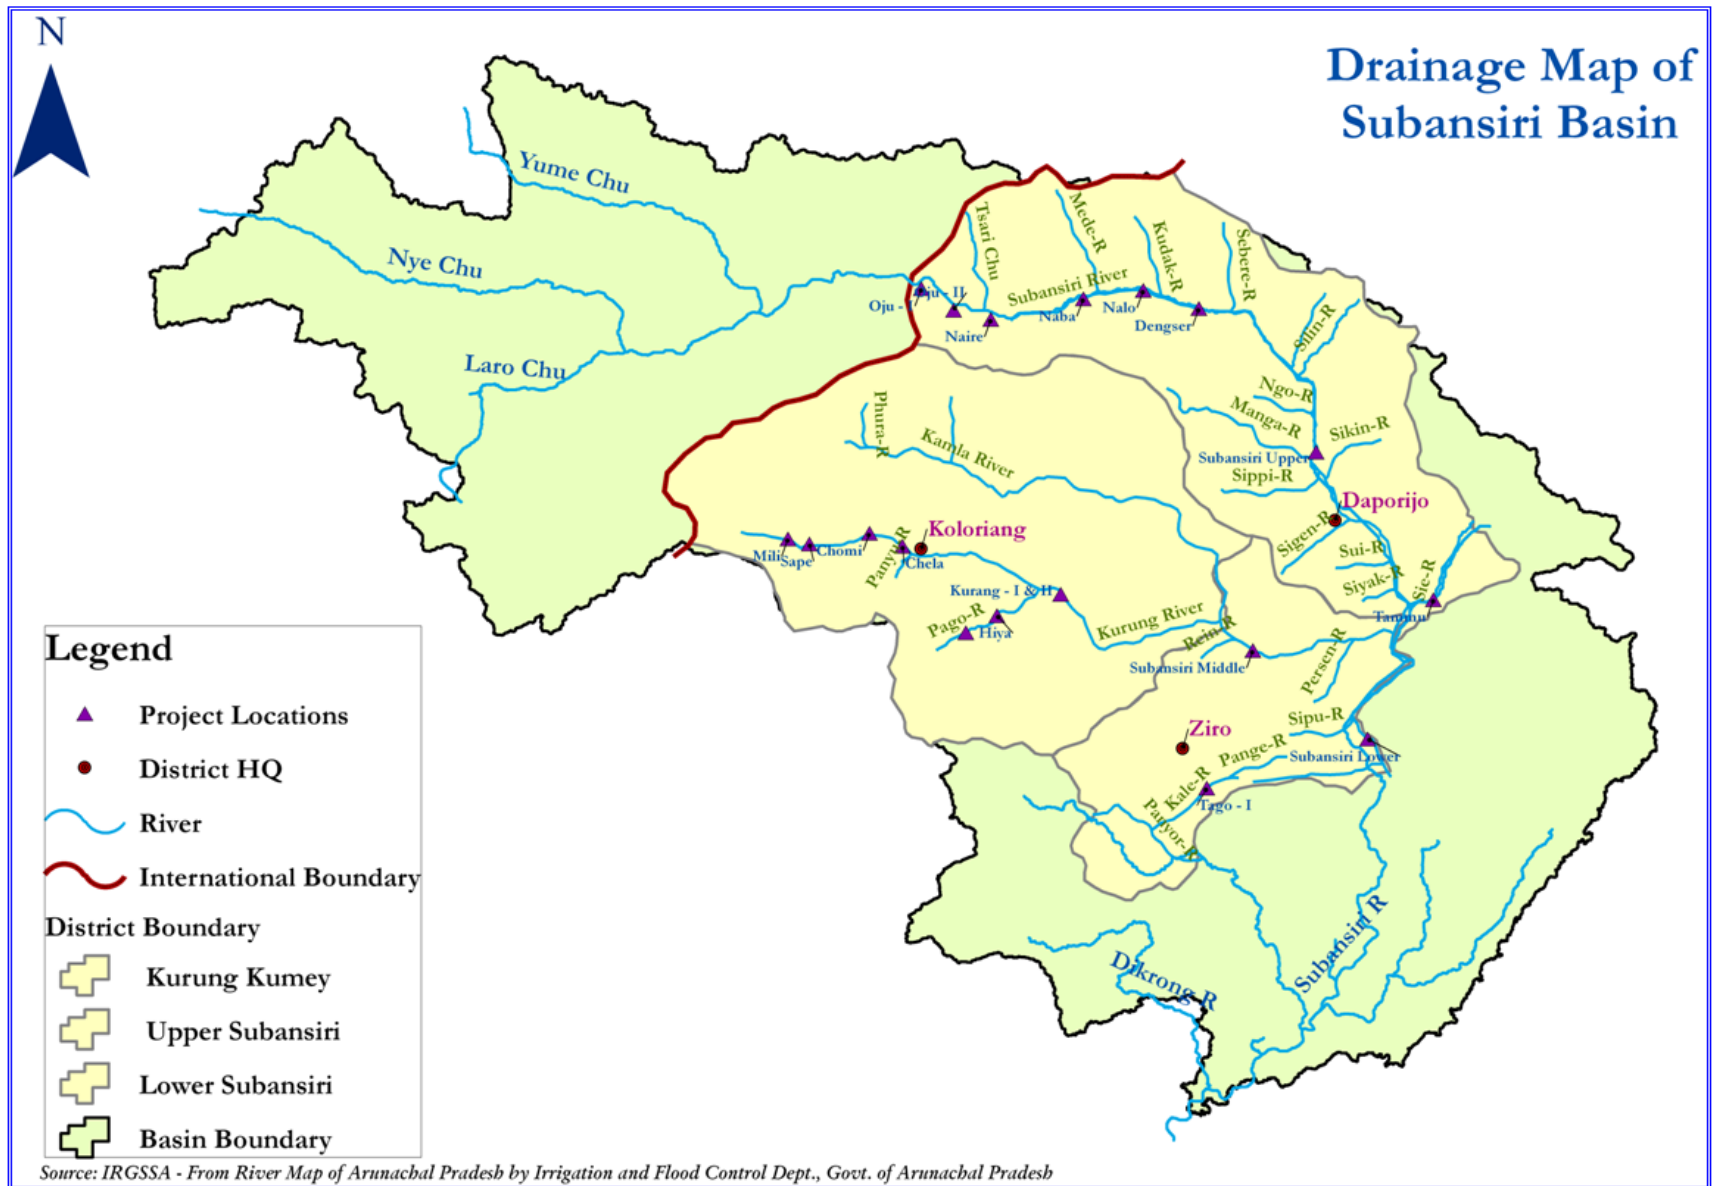 N
Drainage Map of
Subansiri Basin
Yume Chu
Nye Chu
Laro Chu
Tsari Chu
Mede-R
Kudak-R
Sebere-R
Subansiri River
Oju - I
Oju - II
Naire
Naba
Nalo
Dengser
Silin-R
Ngo-R
Manga-R
Sikin-R
Subansiri Upper
Sippi-R
Daporijo
Phura-R
Kamla River
Sigen-R
Sui-R
Siyak-R
Sie-R
Tammu
Koloriang
Mili
Sape
Chomi
Panyu-R
Chela
Kurang - I & II
Pago-R
Hiya
Kurung River
Rein-R
Subansiri Middle
Persen-R
Ziro
Sipu-R
Pange-R
Subansiri Lower
Kale-R
Tago - I
Panyor-R
Dikrong R
Subansiri R
Legend
Project Locations
District HQ
River
International Boundary
District Boundary
Kurung Kumey
Upper Subansiri
Lower Subansiri
Basin Boundary
Source: IRGSSA - From River Map of Arunachal Pradesh by Irrigation and Flood Control Dept., Govt. of Arunachal Pradesh